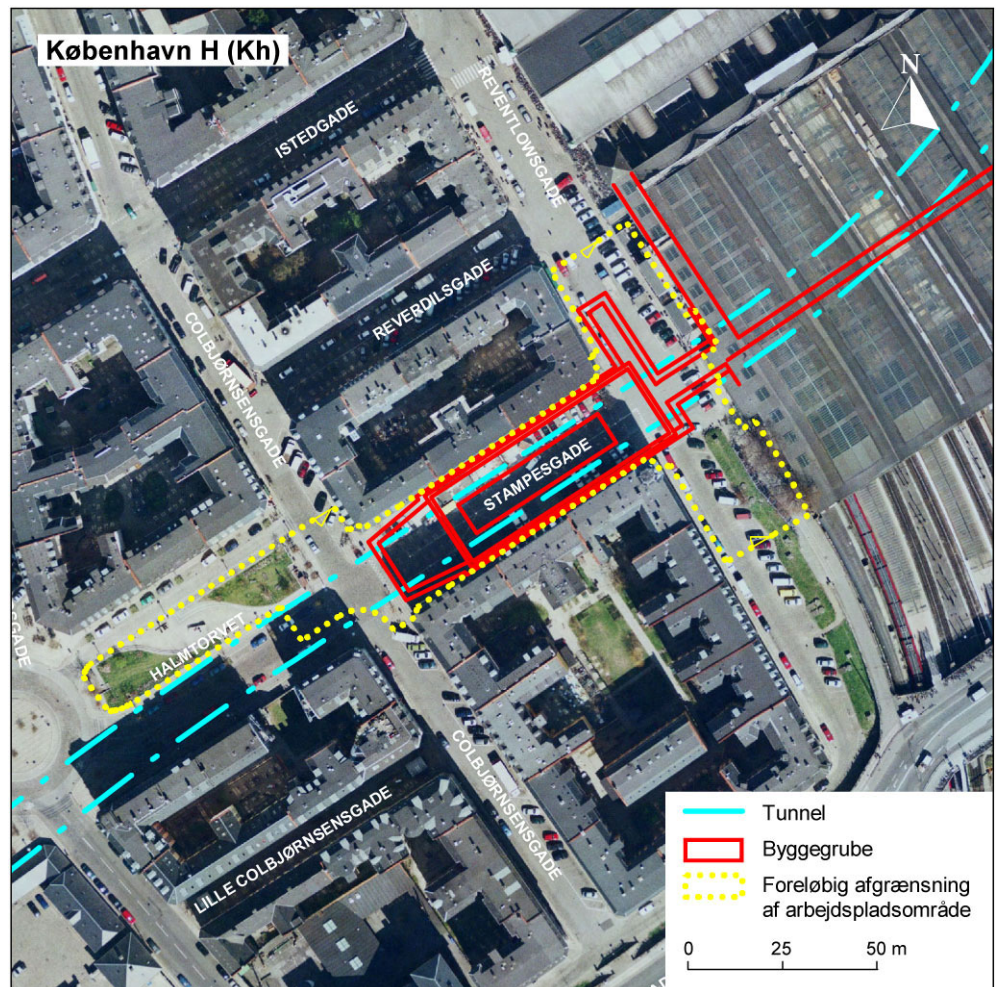 København H (Kh)
N
ISTEDGADE
REVENTLOWSGADE
REVERDILSGADE
COLBJØRNSENSGADE
STAMPESGADE
HALMTORVET
SGADE
COLBJØRNSENSGADE
LILLE COLBJØRNSENSGADE
Tunnel
Byggegrube
Foreløbig afgrænsning
af arbejdspladsområde
0 25 50 m